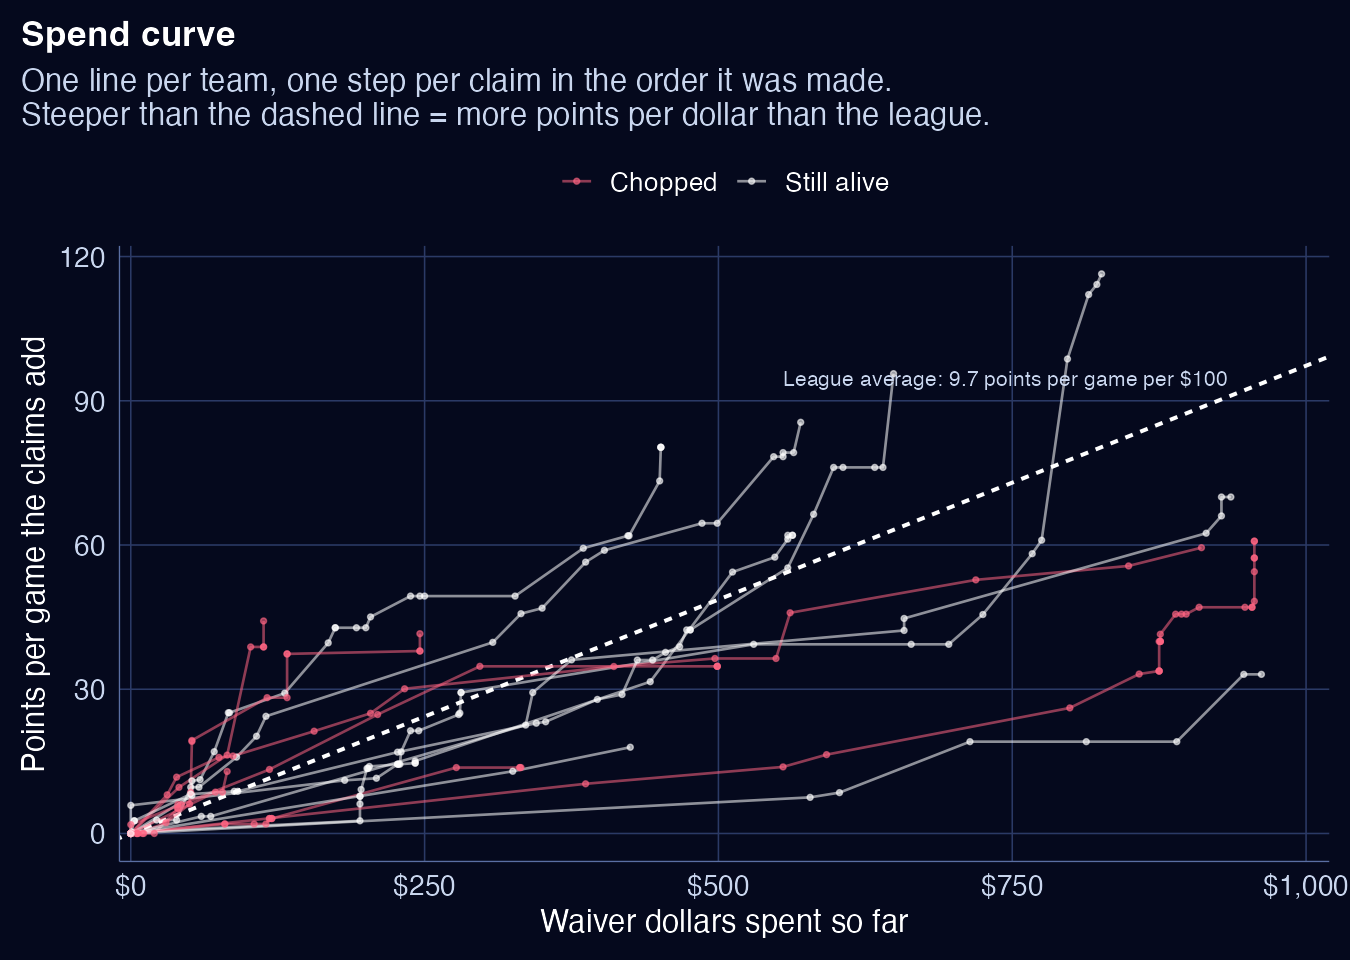 Spend curve
One line per team, one step per claim in the order it was made.
Steeper than the dashed line = more points per dollar than the league.
Chopped
Still alive
120
90
60
30
0
Points per game the claims add
League average: 9.7 points per game per $100
$0
$250
$500
$750
$1,000
Waiver dollars spent so far